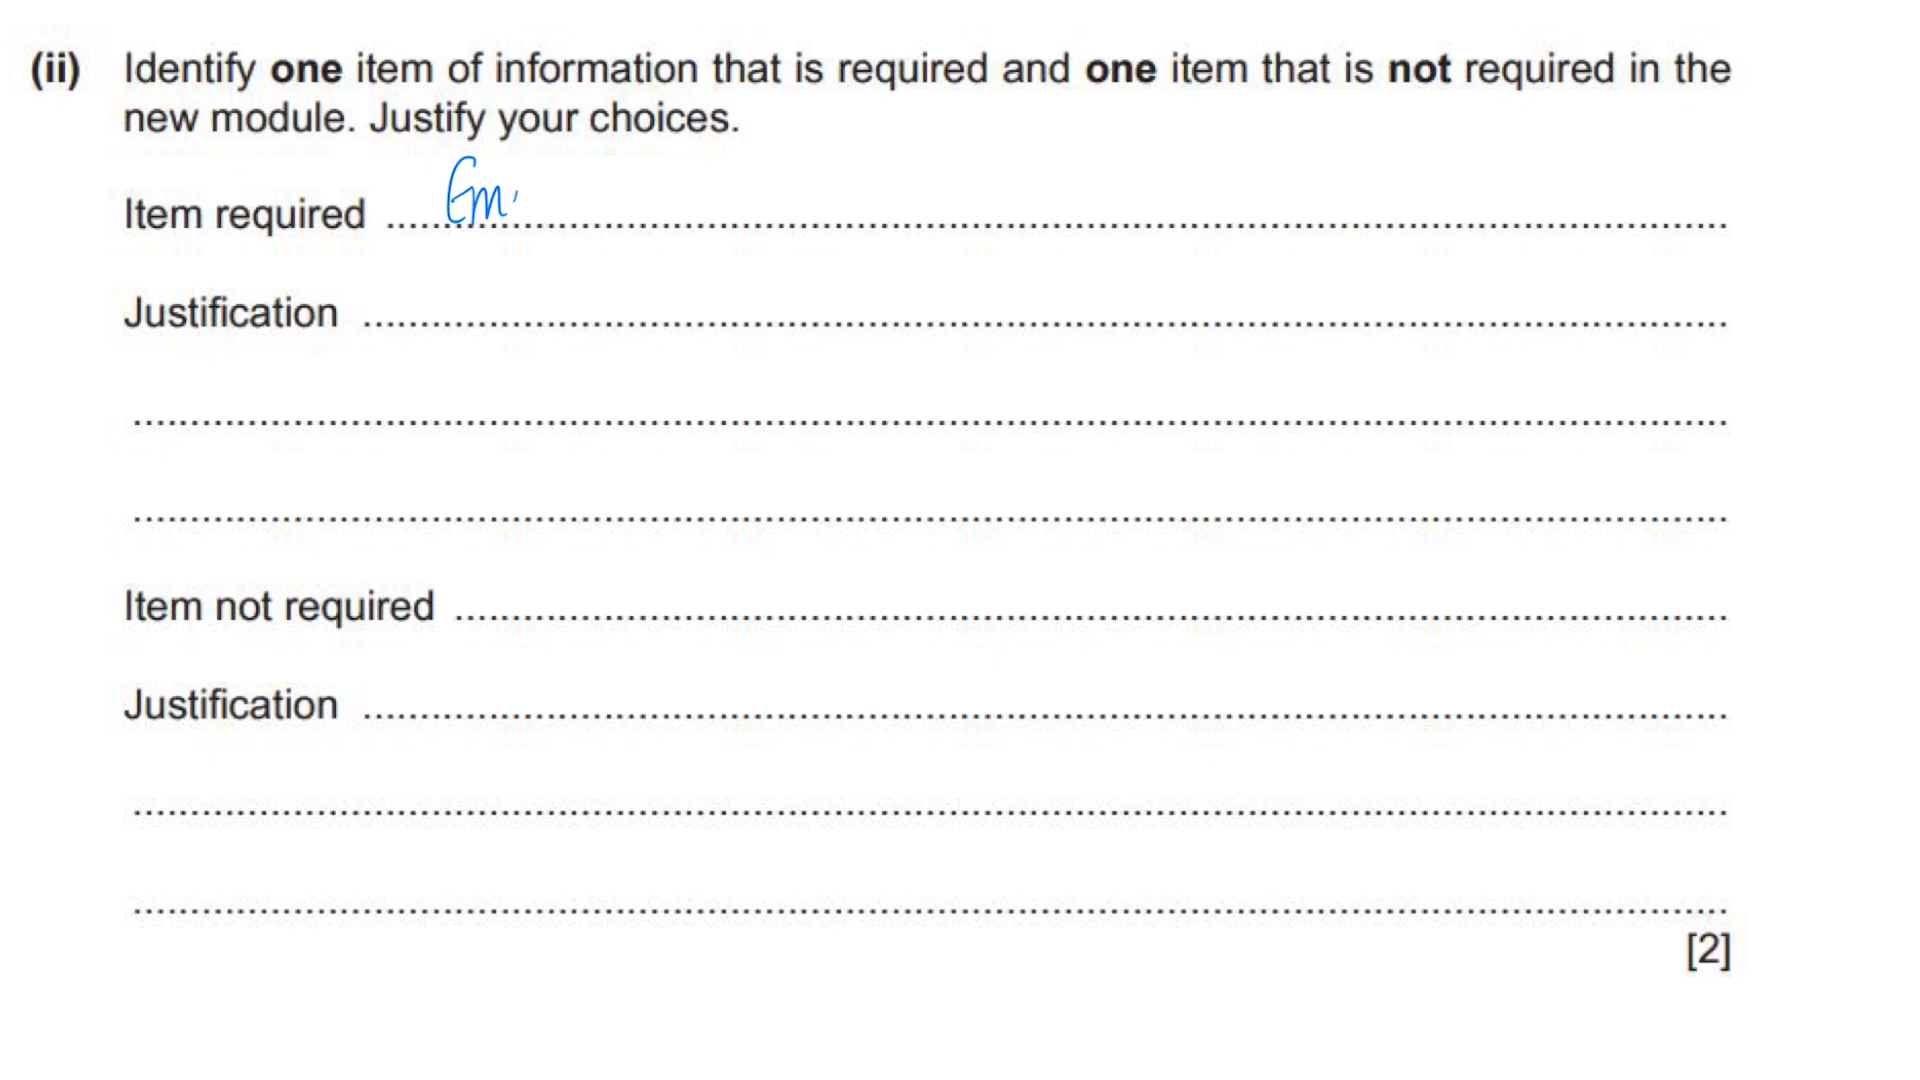 (ii) Identify one item of information that is required and one item that is not required in the
new module. Justify your choices.
Item required ..... Em
Justification .....
Item not required .....
Justification .....
[2]